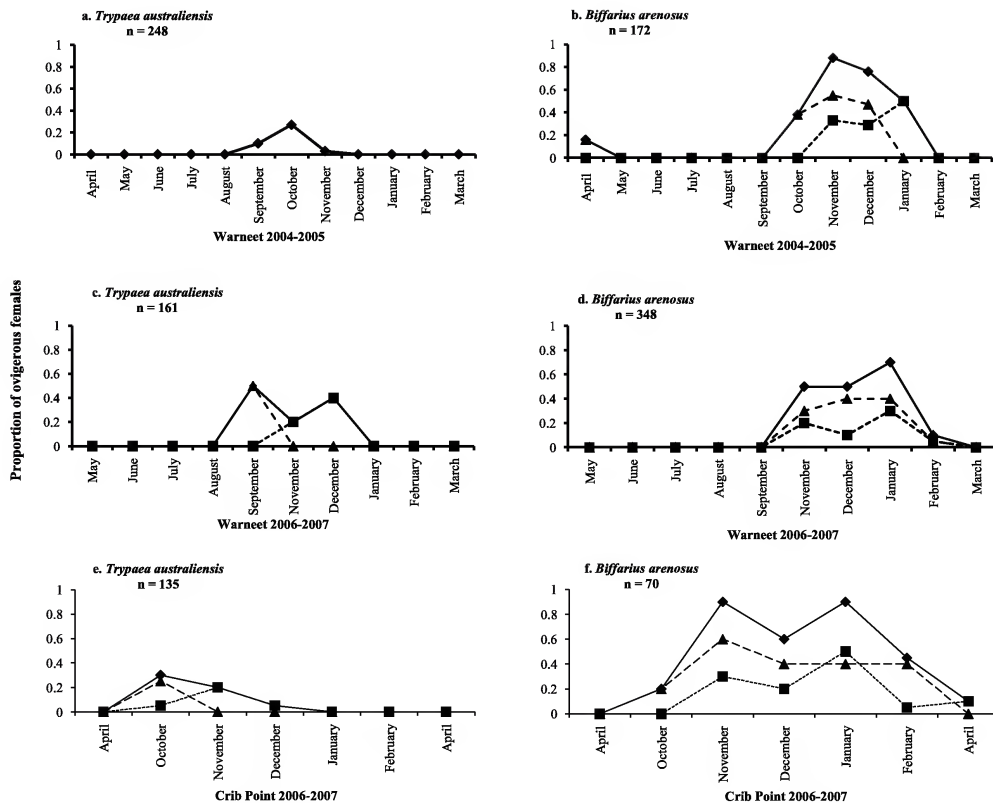 a. Trypaea australiensis
n = 248
1
0.8
0.6
0.4
0.2
0
April
May
June
July
August
September
October
November
December
January
February
March
Warneet 2004-2005
b. Biffarius arenosus
n = 172
1
0.8
0.6
0.4
0.2
0
April
May
June
July
August
September
October
November
December
January
February
March
Warneet 2004-2005
Proportion of ovigerous females
c. Trypaea australiensis
n = 161
1
0.8
0.6
0.4
0.2
0
May
June
July
August
September
November
December
January
February
March
Warneet 2006-2007
d. Biffarius arenosus
n = 348
1
0.8
0.6
0.4
0.2
0
May
June
July
August
September
November
December
January
February
March
Warneet 2006-2007
e. Trypaea australiensis
n = 135
1
0.8
0.6
0.4
0.2
0
April
October
November
December
January
February
April
Crib Point 2006-2007
f. Biffarius arenosus
n = 70
1
0.8
0.6
0.4
0.2
0
April
October
November
December
January
February
April
Crib Point 2006-2007